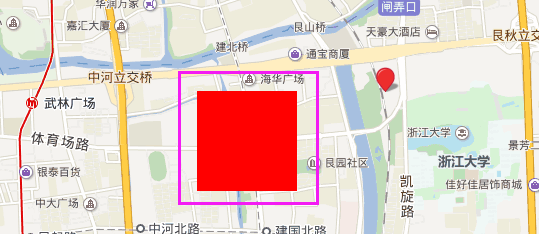 华润万家
闸弄口
嘉汇大厦
艮山桥
天豪大酒店
艮秋立交
建北桥
通宝商厦
中河立交桥
海华广场
武林广场
体育场路
浙江大学
浙江大学
景芳二
艮园社区
银泰百货
凯旋路
佳好佳居饰商城
中大广场
中河北路
建国北路